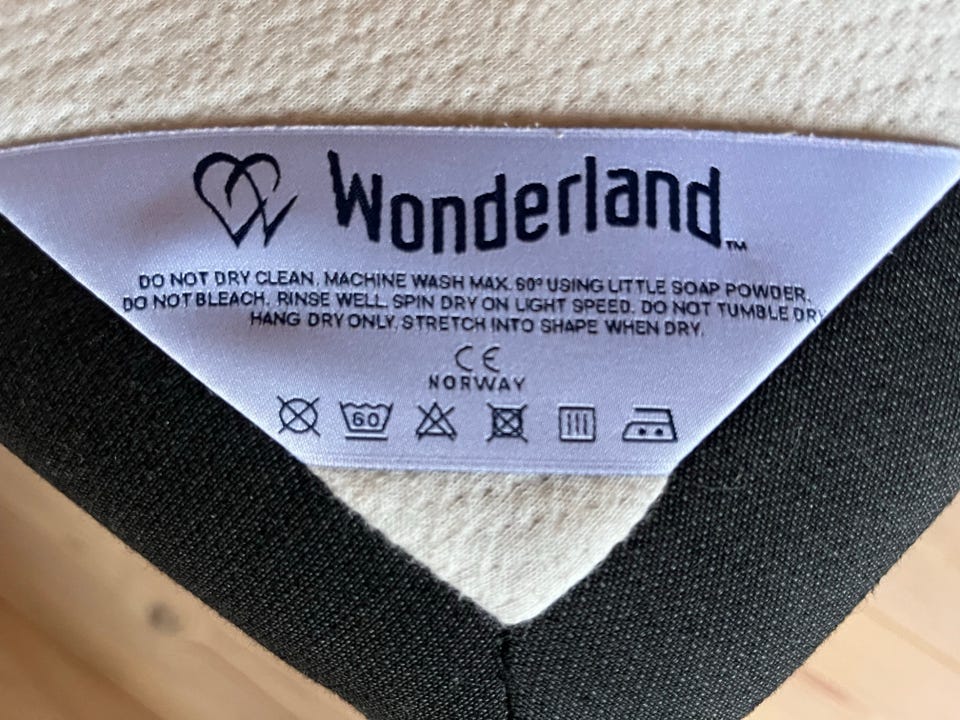 Wonderland™
DO NOT DRY CLEAN. MACHINE WASH MAX. 60° USING LITTLE SOAP POWDER.
DO NOT BLEACH. RINSE WELL. SPIN DRY ON LIGHT SPEED. DO NOT TUMBLE DRY
HANG DRY ONLY. STRETCH INTO SHAPE WHEN DRY.
CE
NORWAY
60